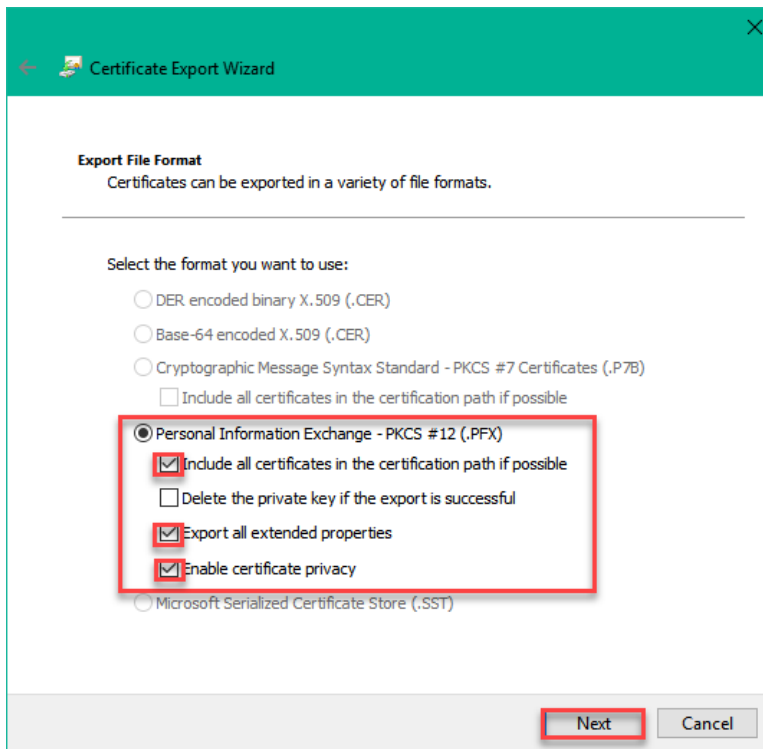 Certificate Export Wizard
Export File Format
Certificates can be exported in a variety of file formats.
Select the format you want to use:
DER encoded binary X.509 (.CER)
Base-64 encoded X.509 (.CER)
Cryptographic Message Syntax Standard - PKCS #7 Certificates (.P7B)
Include all certificates in the certification path if possible
Personal Information Exchange - PKCS #12 (.PFX)
Include all certificates in the certification path if possible
Delete the private key if the export is successful
Export all extended properties
Enable certificate privacy
Microsoft Serialized Certificate Store (.SST)
Next Cancel